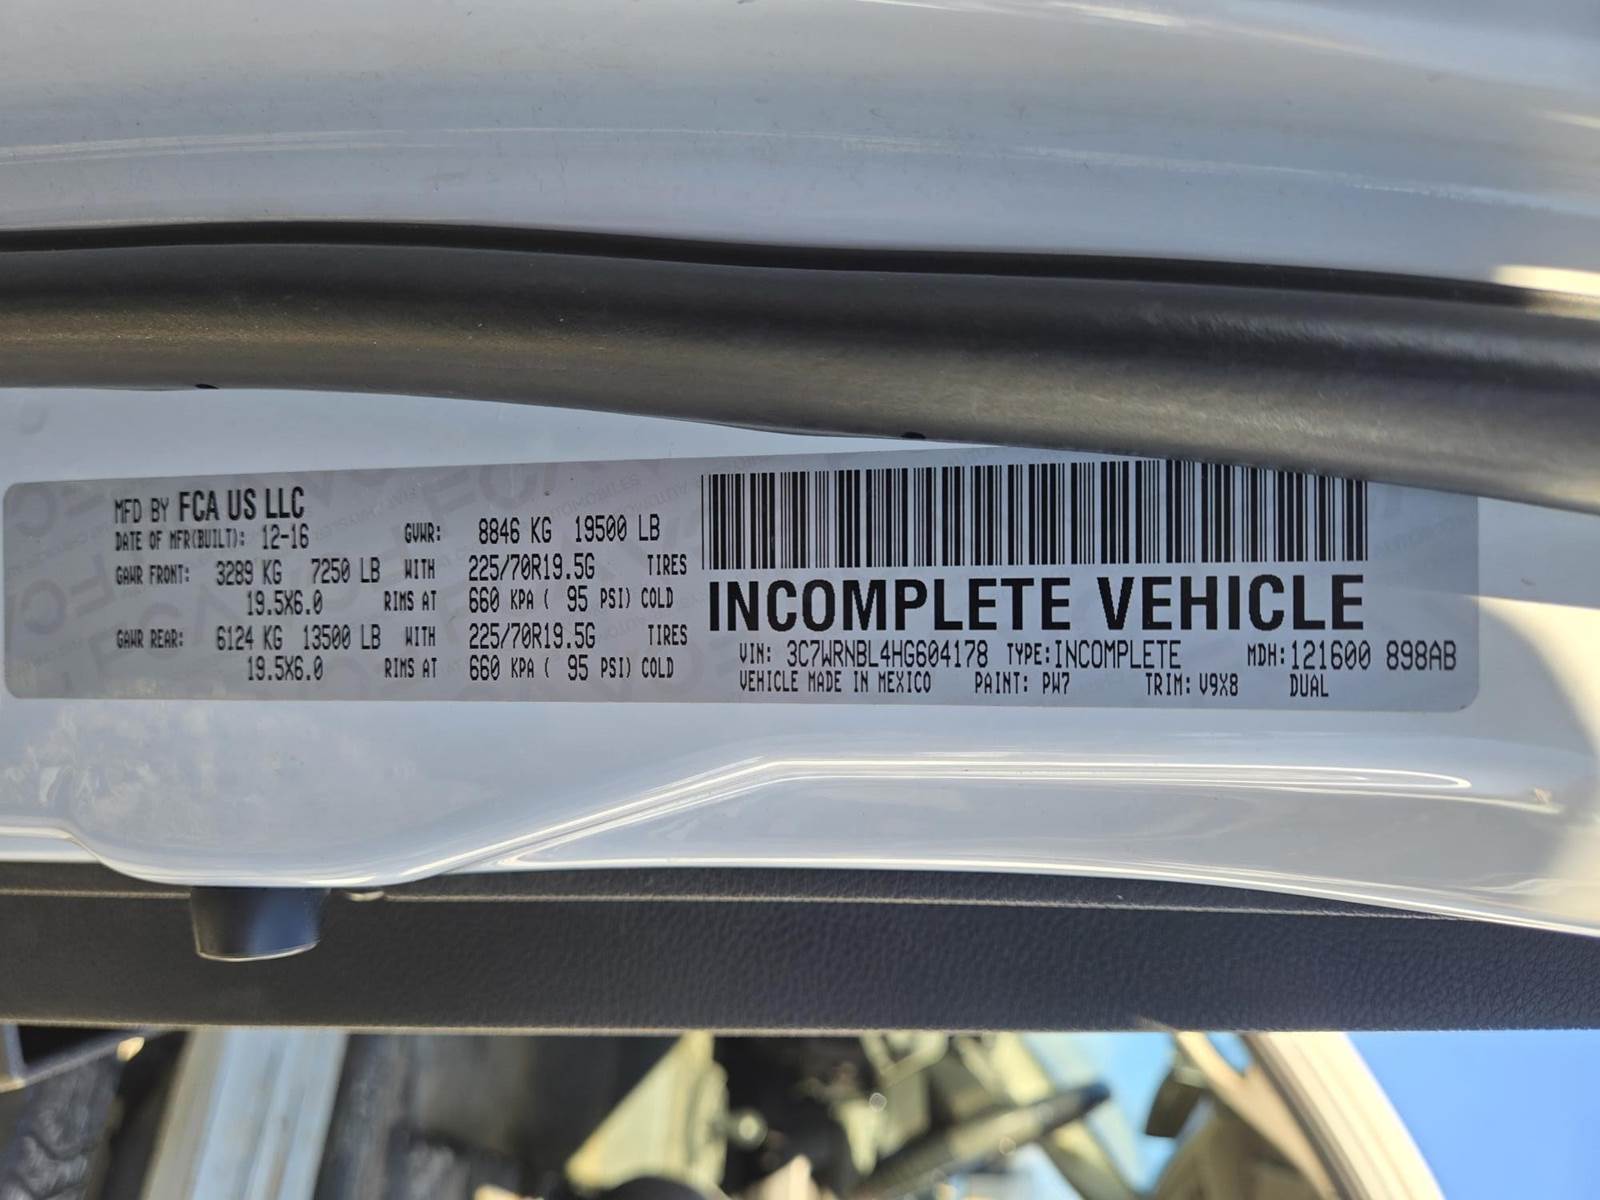 MFD BY FCA US LLC
DATE OF MFR(BUILT): 12-16 GVWR: 8846 KG 19500 LB
GAWR FRONT: 3289 KG 7250 LB WITH 225/70R19.5G TIRES
19.5X6.0 RIMS AT 660 KPA ( 95 PSI) COLD
GAWR REAR: 6124 KG 13500 LB WITH 225/70R19.5G TIRES
19.5X6.0 RIMS AT 660 KPA ( 95 PSI) COLD
INCOMPLETE VEHICLE
VIN: 3C7WRNBL4HG604178 TYPE: INCOMPLETE MDH: 121600 898AB
VEHICLE MADE IN MEXICO PAINT: PW7 TRIM: V9X8 DUAL